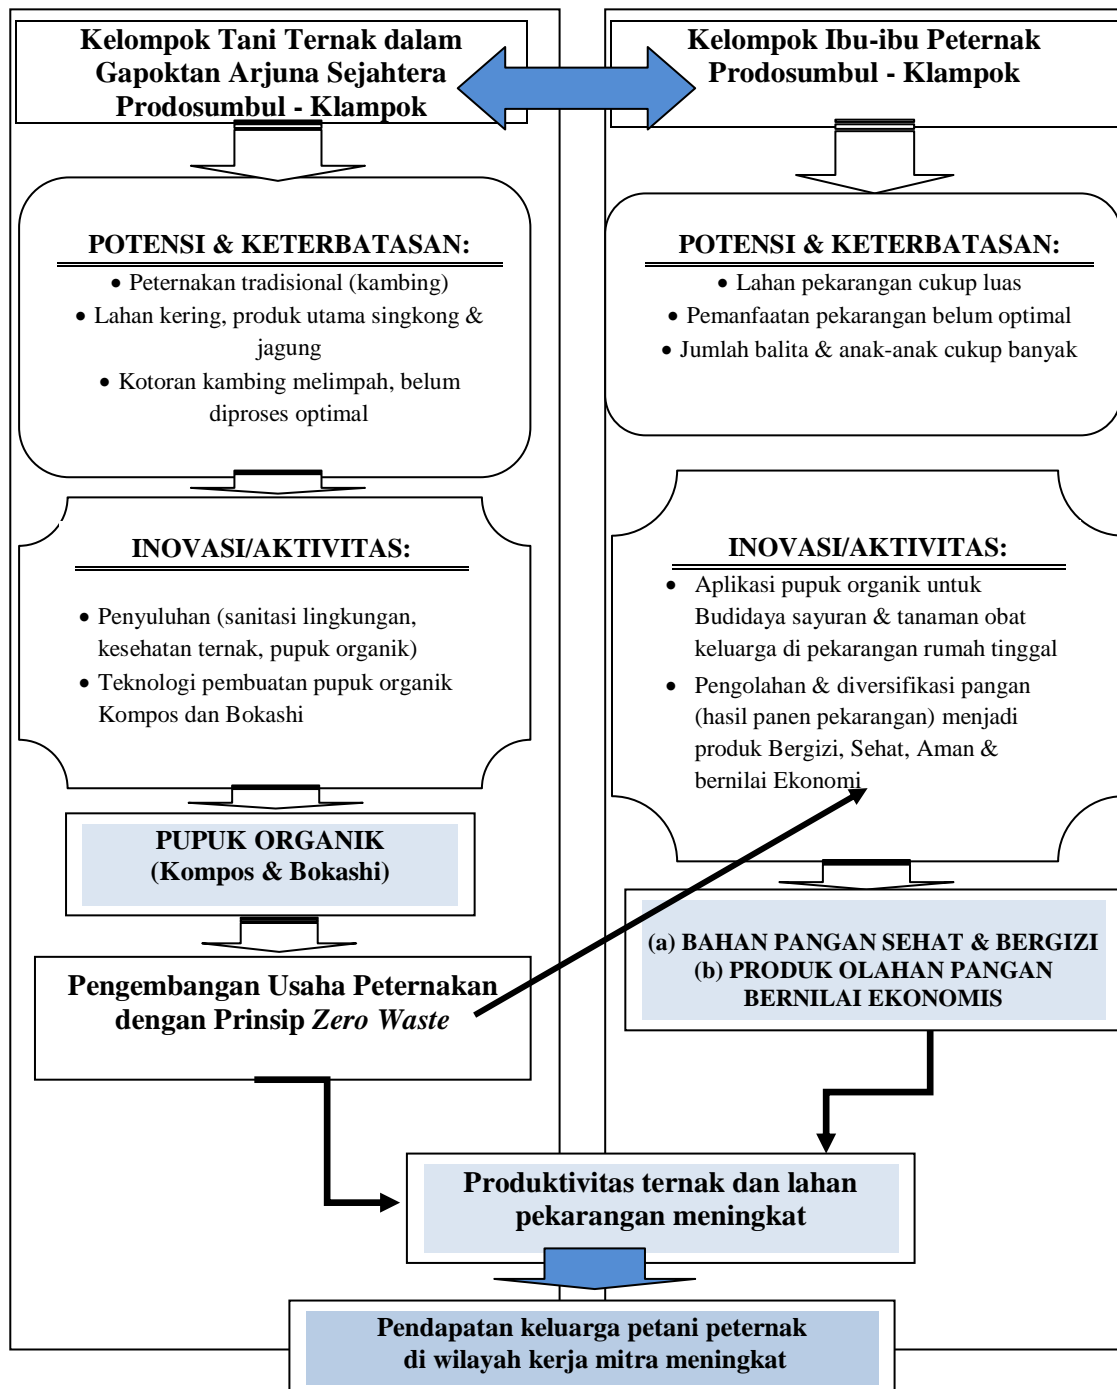 Kelompok Tani Ternak dalam
Gapoktan Arjuna Sejahtera
Prodosumbul - Klampok
POTENSI & KETERBATASAN:
• Peternakan tradisional (kambing)
• Lahan kering, produk utama singkong &
jagung
• Kotoran kambing melimpah, belum
diproses optimal
INOVASI/AKTIVITAS:
• Penyuluhan (sanitasi lingkungan,
kesehatan ternak, pupuk organik)
• Teknologi pembuatan pupuk organik
Kompos dan Bokashi
PUPUK ORGANIK
(Kompos & Bokashi)
Pengembangan Usaha Peternakan
dengan Prinsip Zero Waste
Kelompok Ibu-ibu Peternak
Prodosumbul - Klampok
POTENSI & KETERBATASAN:
• Lahan pekarangan cukup luas
• Pemanfaatan pekarangan belum optimal
• Jumlah balita & anak-anak cukup banyak
INOVASI/AKTIVITAS:
• Aplikasi pupuk organik untuk
Budidaya sayuran & tanaman obat
keluarga di pekarangan rumah tinggal
• Pengolahan & diversifikasi pangan
(hasil panen pekarangan) menjadi
produk Bergizi, Sehat, Aman &
bernilai Ekonomi
(a) BAHAN PANGAN SEHAT & BERGIZI
(b) PRODUK OLAHAN PANGAN
BERNILAI EKONOMIS
Produktivitas ternak dan lahan
pekarangan meningkat
Pendapatan keluarga petani peternak
di wilayah kerja mitra meningkat